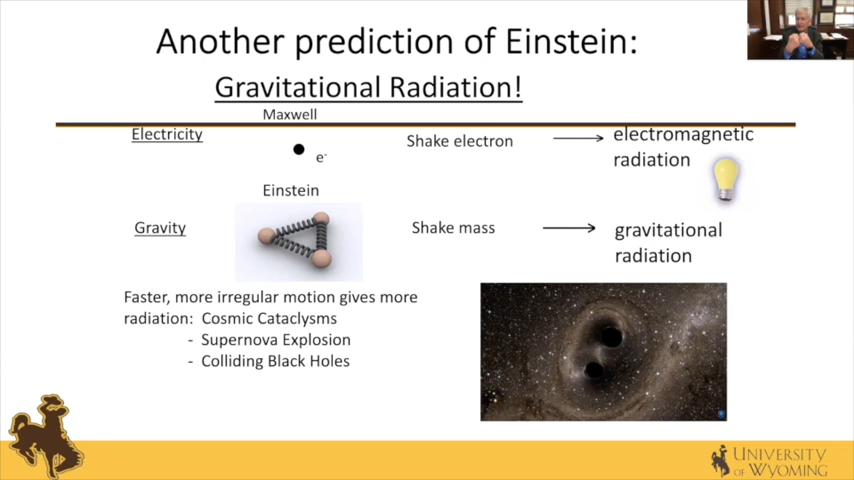 Another prediction of Einstein:
Gravitational Radiation!
Maxwell
Electricity
e-
Shake electron
electromagnetic
radiation
Einstein
Gravity
Shake mass
gravitational
radiation
Faster, more irregular motion gives more
radiation: Cosmic Cataclysms
- Supernova Explosion
- Colliding Black Holes
UNIVERSITY
OF WYOMING